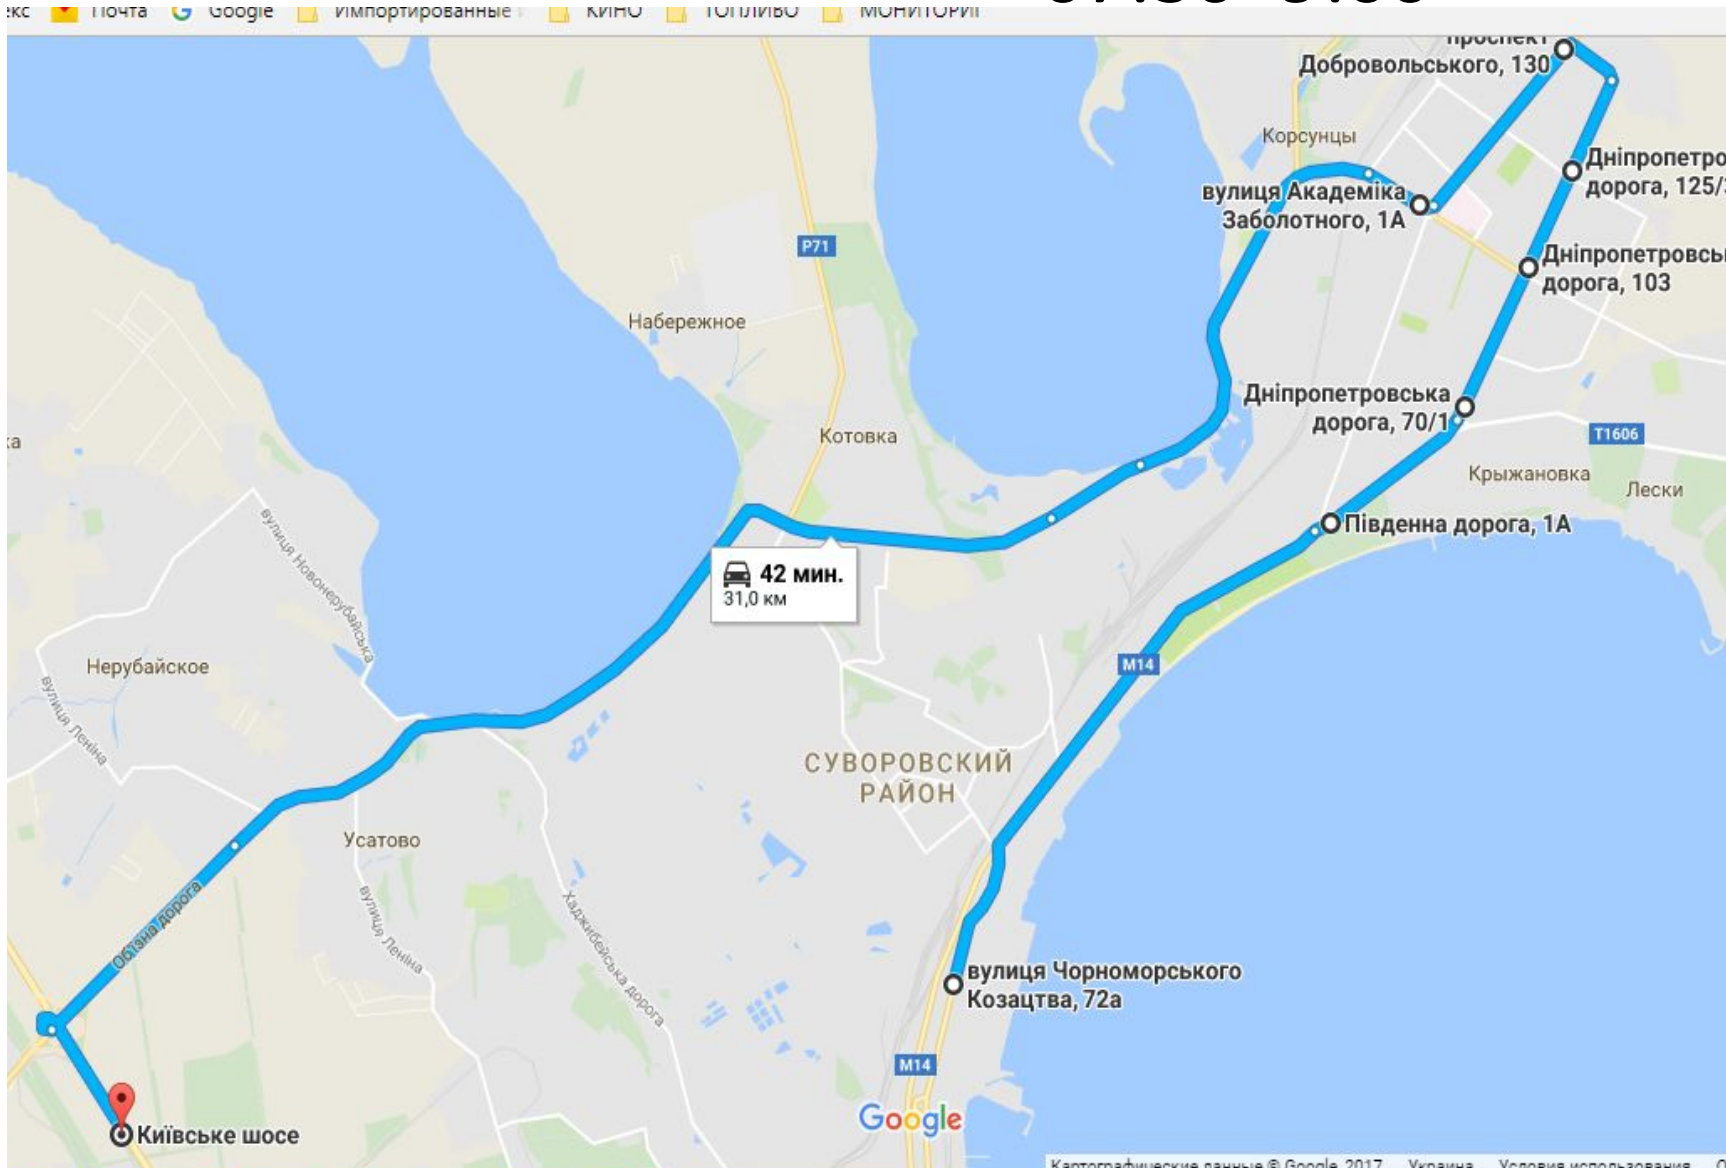 Почта
Google
Импортированные
КИНО
ТОПЛИВО
МОНИТОРИГ
проспект
Добровольського, 130
Корсунцы
Дніпропетро
дорога, 125/
вулиця Академіка
Заболотного, 1А
P71
Дніпропетровсь
дорога, 103
Набережное
Дніпропетровська
дорога, 70/1
Котовка
T1606
Крыжановка
Лески
Південна дорога, 1А
вулиця Новонерубайська
42 мин.
31,0 км
Нерубайское
M14
вулиця Леніна
СУВОРОВСКИЙ
РАЙОН
Усатово
Об'їзна дорога
вулиця Леніна
Хаджибейська дорога
вулиця Чорноморського
Козацтва, 72а
M14
Google
Київське шосе
Картографические данные © Google, 2017 Украина Условия использования